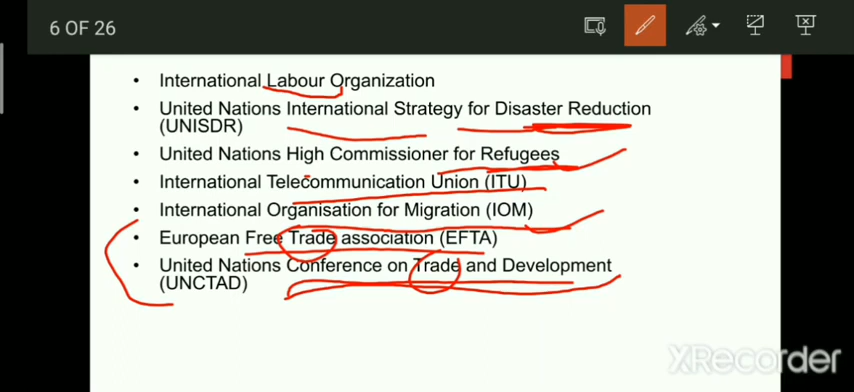 6 OF 26
• International Labour Organization
• United Nations International Strategy for Disaster Reduction
(UNISDR)
• United Nations High Commissioner for Refugees
• International Telecommunication Union (ITU)
• International Organisation for Migration (IOM)
• European Free Trade association (EFTA)
• United Nations Conference on Trade and Development
(UNCTAD)
XRecorder